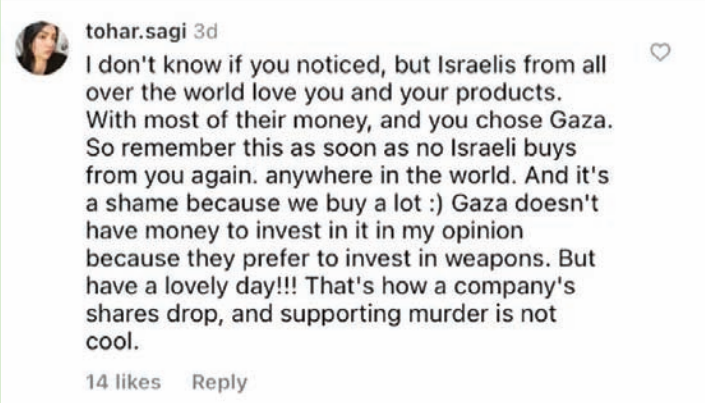 tohar.sagi 3d
I don't know if you noticed, but Israelis from all
over the world love you and your products.
With most of their money, and you chose Gaza.
So remember this as soon as no Israeli buys
from you again. anywhere in the world. And it's
a shame because we buy a lot :) Gaza doesn't
have money to invest in it in my opinion
because they prefer to invest in weapons. But
have a lovely day!!! That's how a company's
shares drop, and supporting murder is not
cool.
14 likes Reply